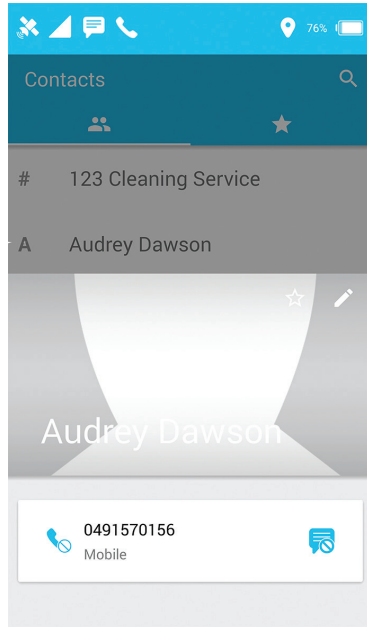 76%
Contacts
# 123 Cleaning Service
A Audrey Dawson
Audrey Dawson
0491570156
Mobile